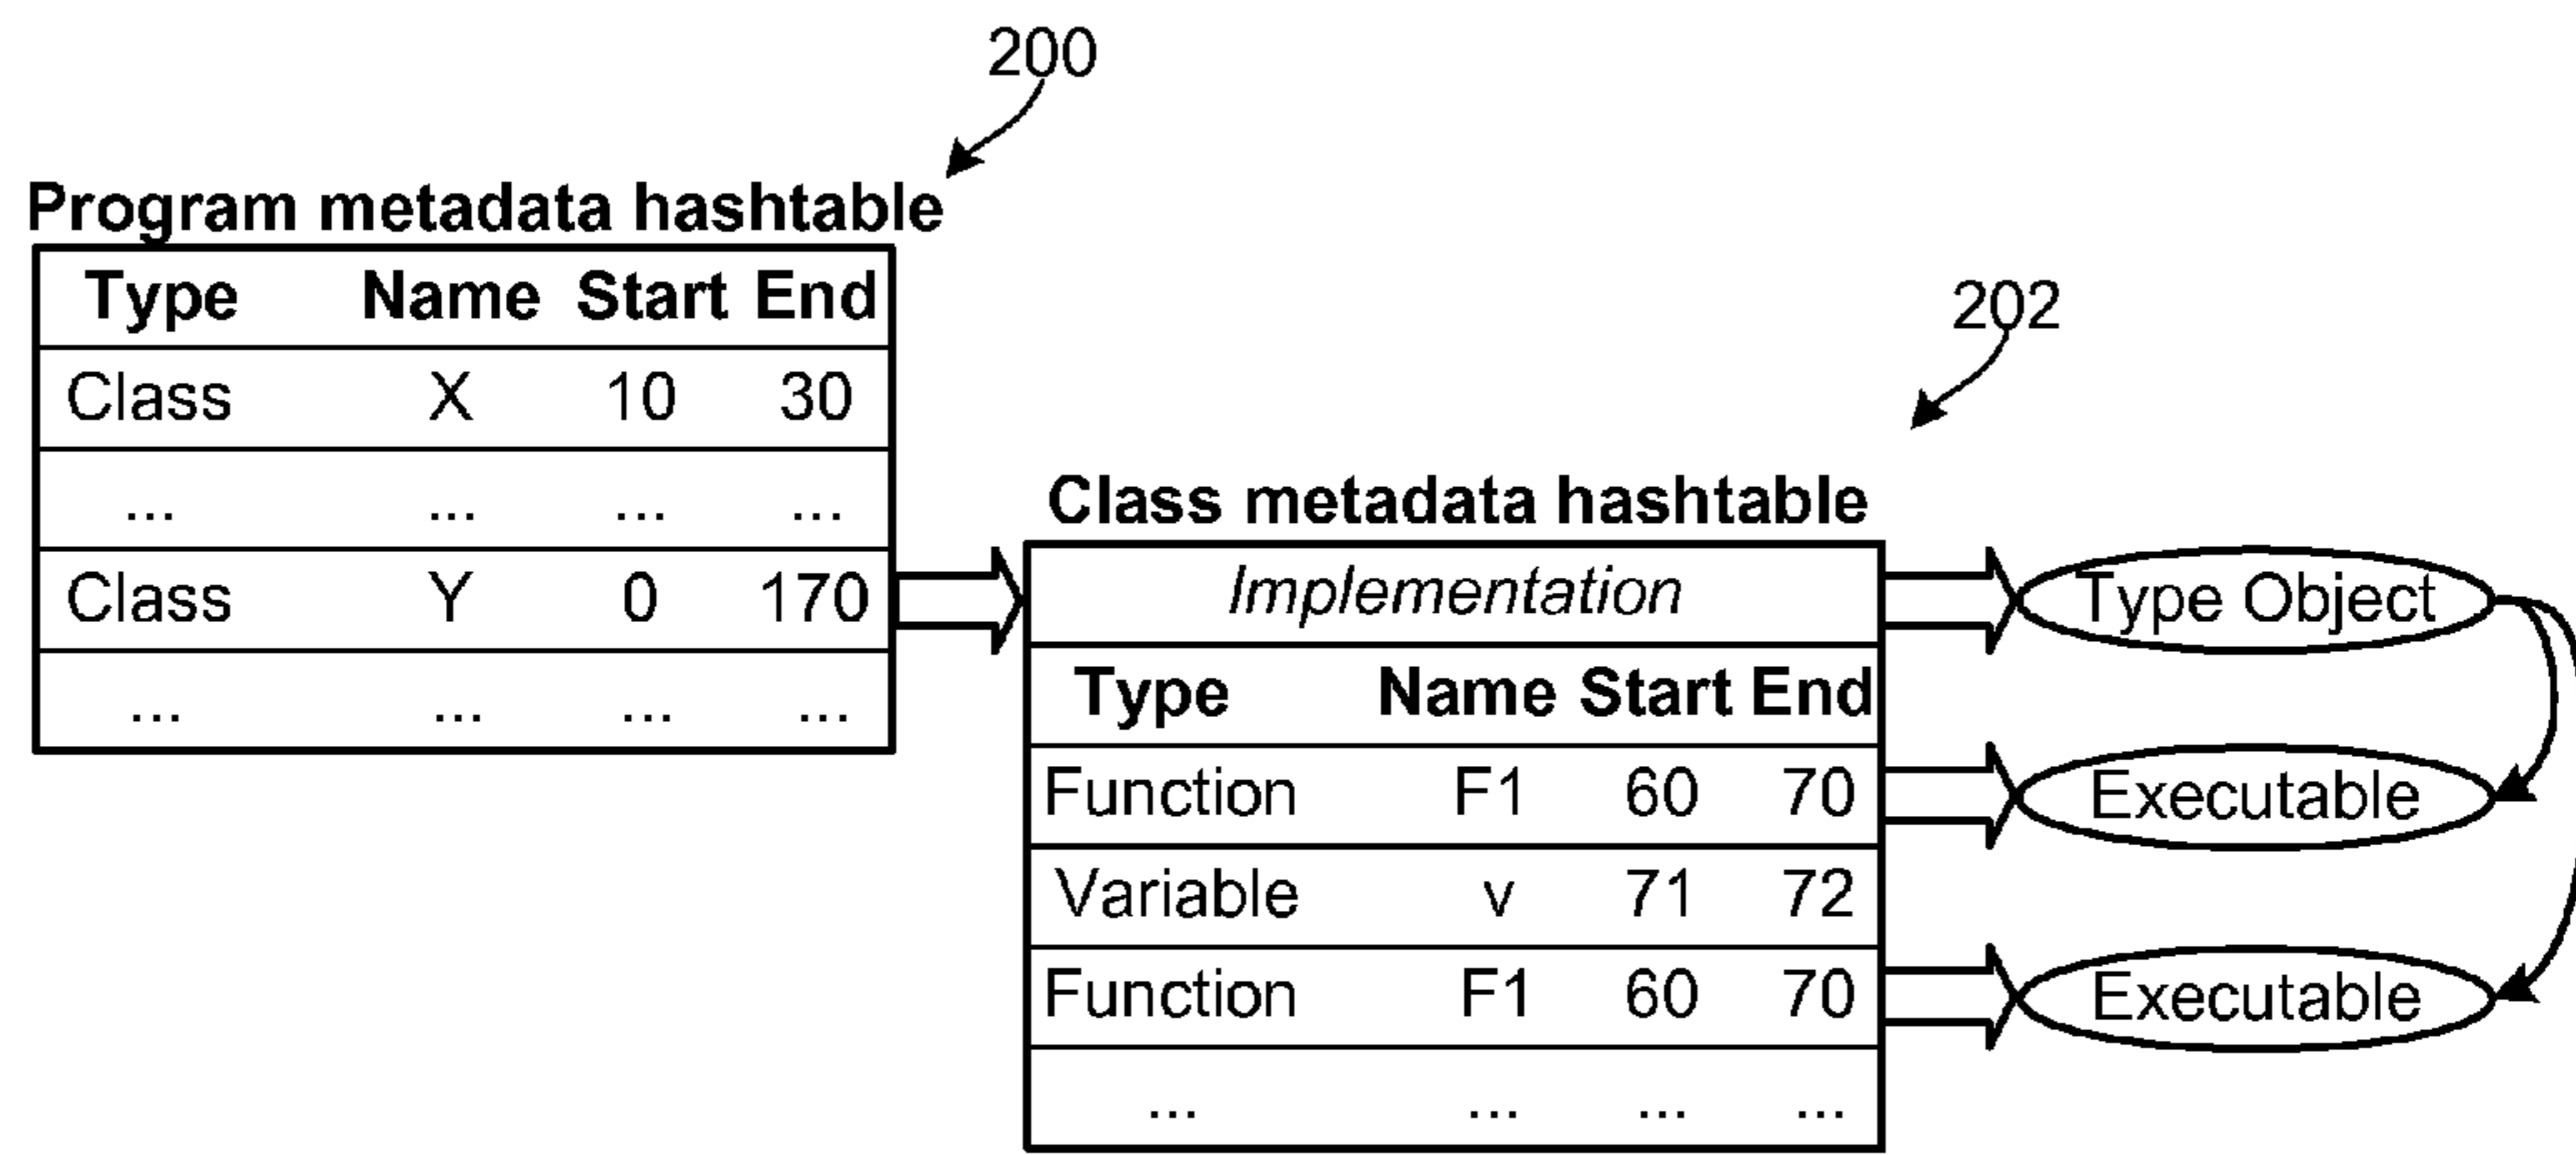 200
Program metadata hashtable
Type Name Start End
Class X 10 30
... ... ... ...
Class Y 0 170
... ... ... ...
202
Class metadata hashtable
Implementation
Type Name Start End
Function F1 60 70
Variable v 71 72
Function F1 60 70
... ... ... ...
Type Object
Executable
Executable